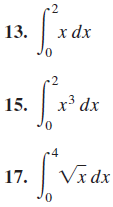 13. ∫₀² x dx
15. ∫₀² x³ dx
17. ∫₀⁴ √x dx